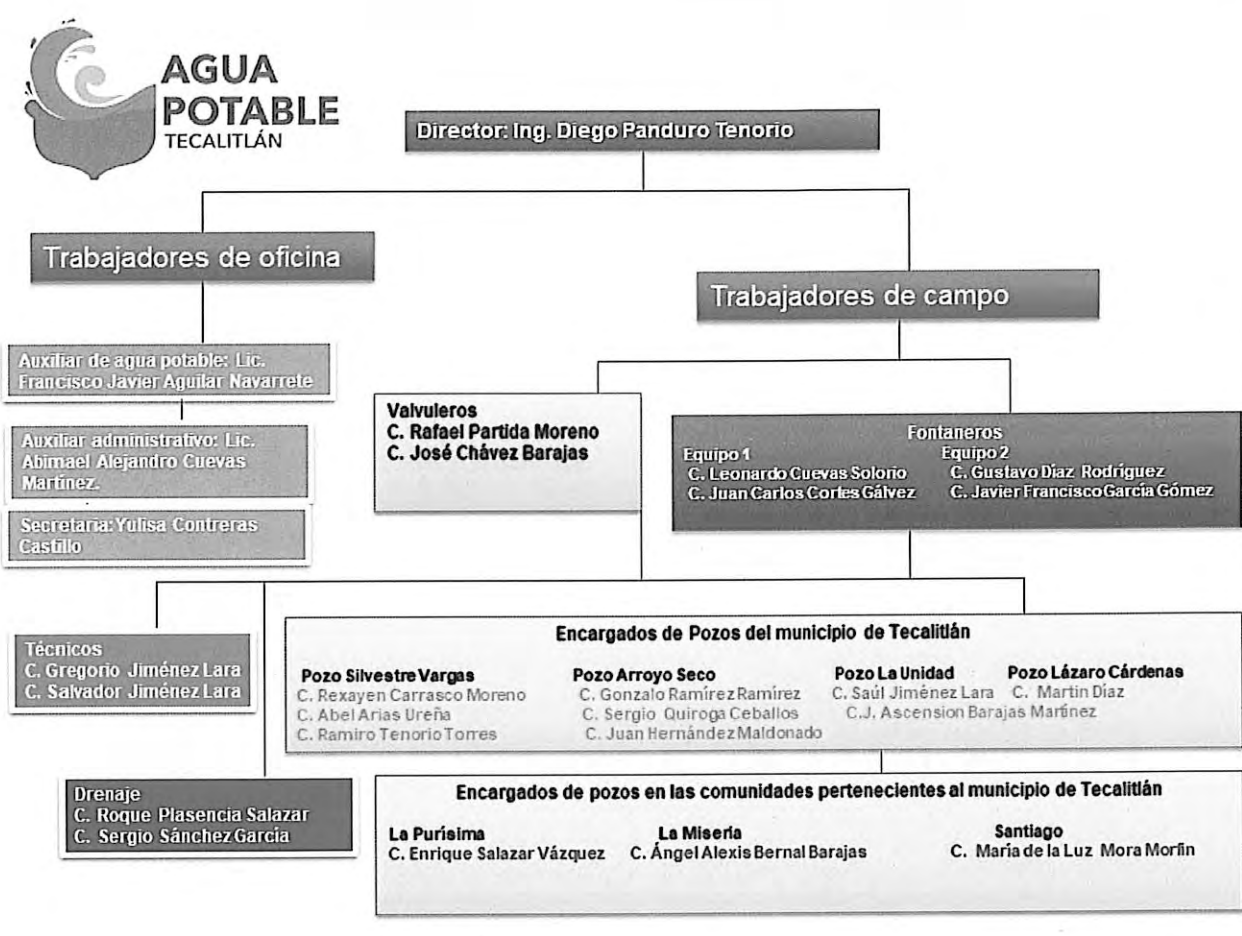 AGUA
POTABLE
TECALITLÁN
Director: Ing. Diego Panduro Tenorio
Trabajadores de oficina
Trabajadores de campo
Auxiliar de agua potable: Lic.
Francisco Javier Aguilar Navarrete
Auxiliar administrativo: Lic.
Abimael Alejandro Cuevas
Martínez.
Secretaria: Yulisa Contreras
Castillo
Valvuleros
C. Rafael Partida Moreno
C. José Chávez Barajas
Fontaneros
Equipo 1
C. Leonardo Cuevas Solorio
C. Juan Carlos Cortes Gálvez
Equipo 2
C. Gustavo Díaz Rodríguez
C. Javier Francisco García Gómez
Técnicos
C. Gregorio Jiménez Lara
C. Salvador Jiménez Lara
Encargados de Pozos del municipio de Tecalitlán
Pozo Silvestre Vargas
C. Rexayen Carrasco Moreno
C. Abel Arias Ureña
C. Ramiro Tenorio Torres
Pozo Arroyo Seco
C. Gonzalo Ramírez Ramírez
C. Sergio Quiroga Ceballos
C. Juan Hernández Maldonado
Pozo La Unidad
C. Saúl Jiménez Lara
C.J. Ascension Barajas Martínez
Pozo Lázaro Cárdenas
C. Martin Díaz
Drenaje
C. Roque Plasencia Salazar
C. Sergio Sánchez García
Encargados de pozos en las comunidades pertenecientes al municipio de Tecalitlán
La Purísima
C. Enrique Salazar Vázquez
La Misería
C. Ángel Alexis Bernal Barajas
Santiago
C. María de la Luz Mora Morfin